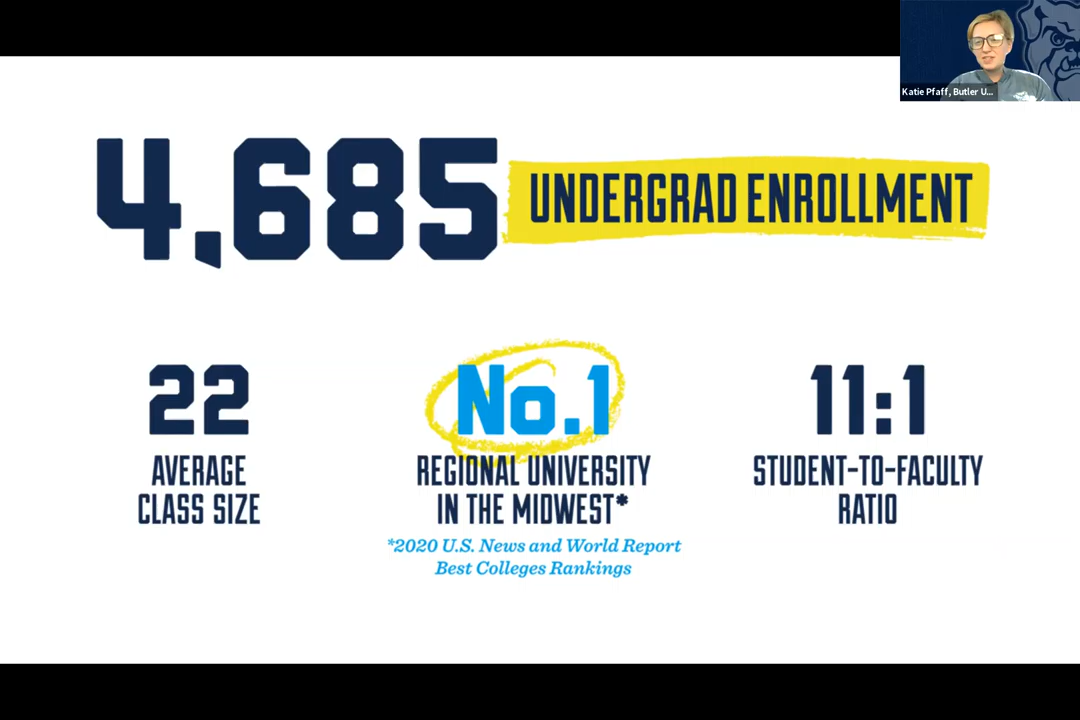 Katie Pfaff, Butler U...
4,685 UNDERGRAD ENROLLMENT
22
AVERAGE
CLASS SIZE
No.1
REGIONAL UNIVERSITY
IN THE MIDWEST*
*2020 U.S. News and World Report
Best Colleges Rankings
11:1
STUDENT-TO-FACULTY
RATIO